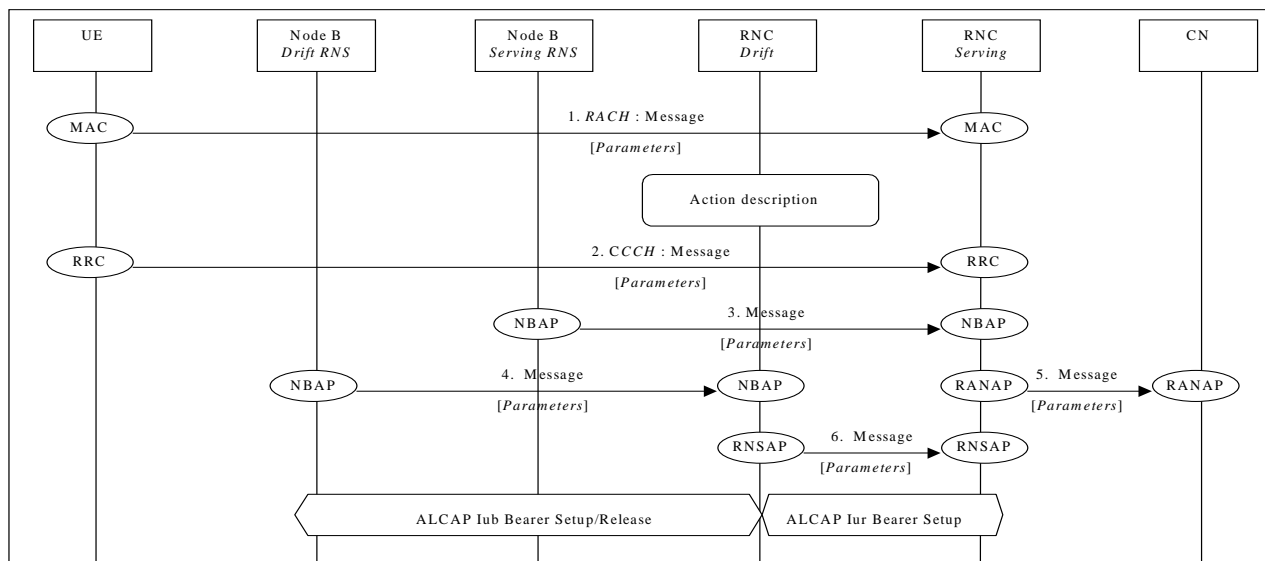 UE
Node B
Drift RNS
Node B
Serving RNS
RNC
Drift
RNC
Serving
CN
MAC
1. RACH : Message
[Parameters]
MAC
Action description
RRC
2. CCCH : Message
[Parameters]
RRC
NBAP
3. Message
[Parameters]
NBAP
NBAP
4. Message
[Parameters]
NBAP
RANAP
5. Message
[Parameters]
RANAP
RNSAP
6. Message
[Parameters]
RNSAP
ALCAP Iub Bearer Setup/Release
ALCAP Iur Bearer Setup